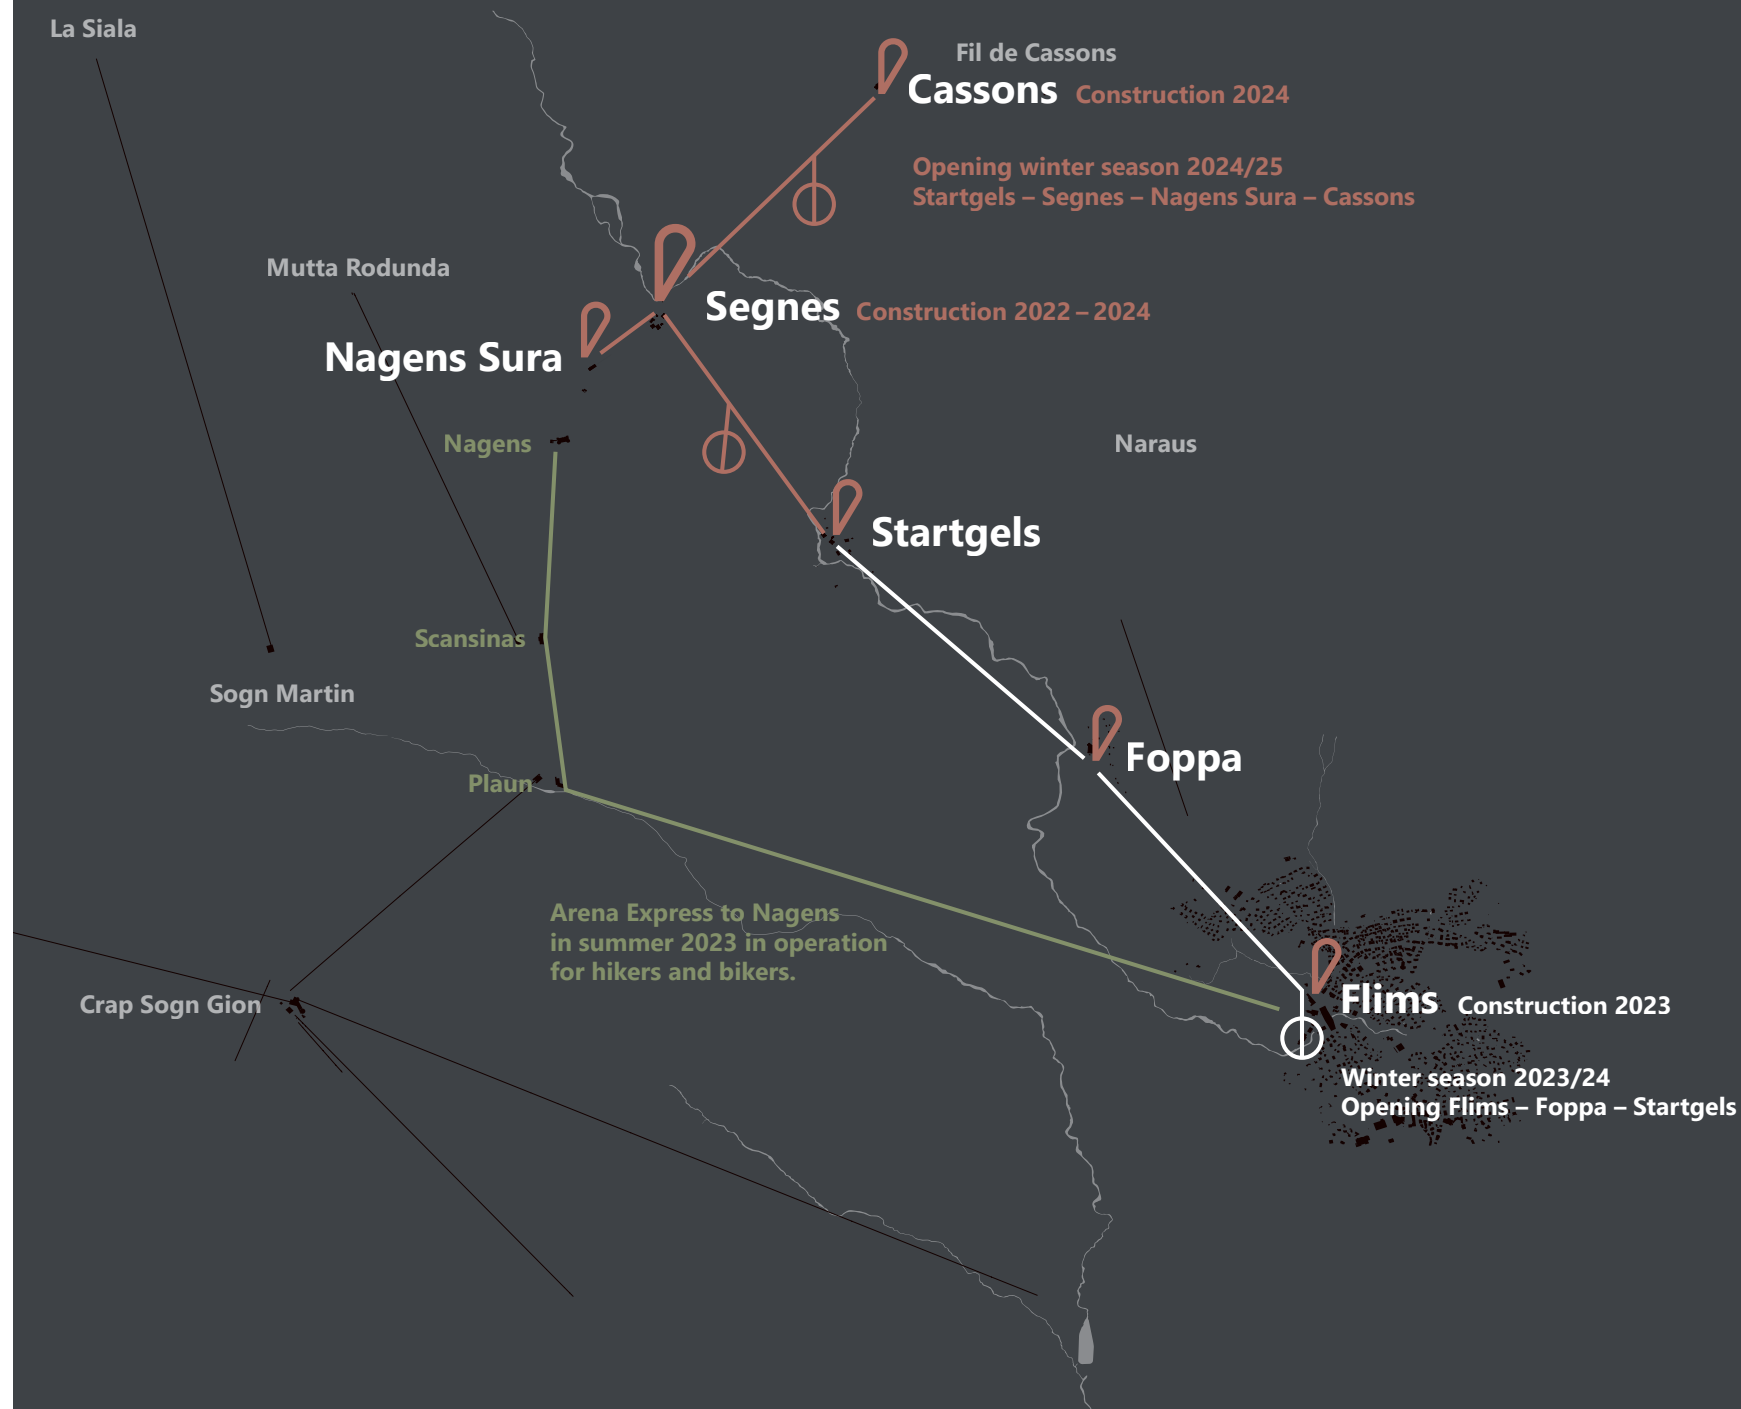 La Siala
Fil de Cassons
Cassons Construction 2024
Opening winter season 2024/25
Startgels – Segnes – Nagens Sura – Cassons
Mutta Rodunda
Segnes Construction 2022 – 2024
Nagens Sura
Nagens
Naraus
Startgels
Scansinas
Sogn Martin
Foppa
Plaun
Arena Express to Nagens
in summer 2023 in operation
for hikers and bikers.
Crap Sogn Gion
Flims Construction 2023
Winter season 2023/24
Opening Flims – Foppa – Startgels